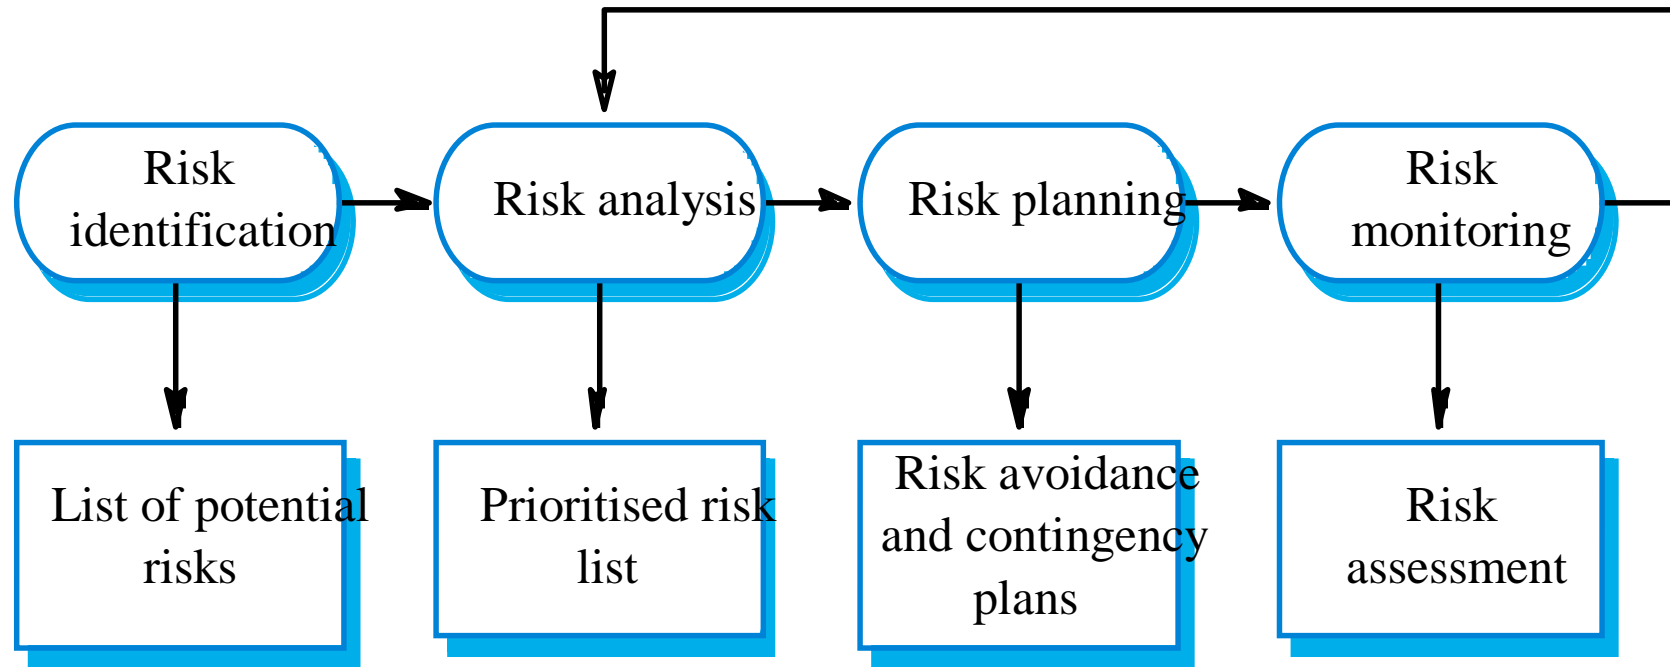 Risk
identification
Risk analysis
Risk planning
Risk
monitoring
List of potential
risks
Prioritised risk
list
Risk avoidance
and contingency
plans
Risk
assessment